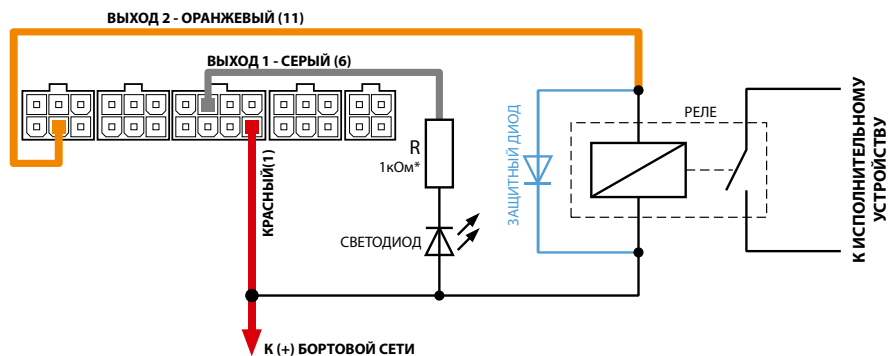 ВЫХОД 2 - ОРАНЖЕВЫЙ (11)
ВЫХОД 1 - СЕРЫЙ (6)
РЕЛЕ
R
1кОм*
КРАСНЫЙ(1)
ЗАЩИТНЫЙ ДИОД
К ИСПОЛНИТЕЛЬНОМУ
УСТРОЙСТВУ
СВЕТОДИОД
К (+) БОРТОВОЙ СЕТИ